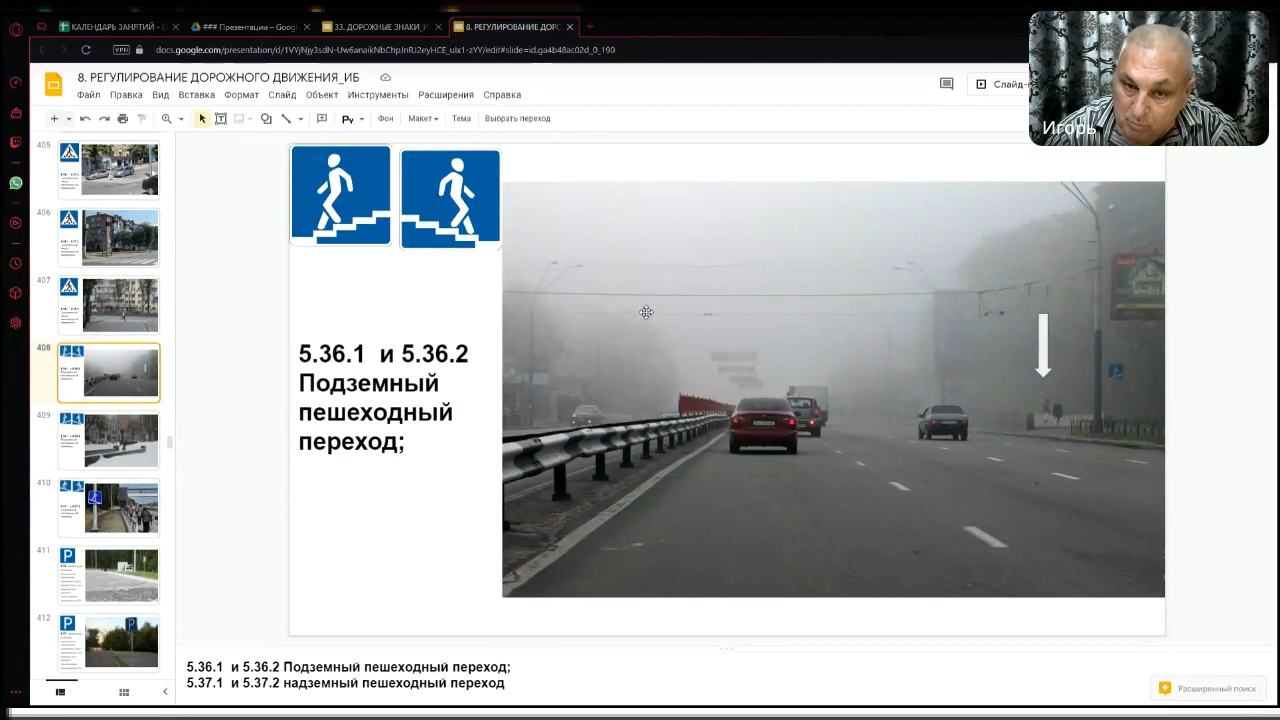 КАЛЕНДАРЬ ЗАНЯТИЙ -
### Презентации – Googl
33. ДОРОЖНЫЕ ЗНАКИ_И
8. РЕГУЛИРОВАНИЕ ДОРО
VPN
docs.google.com/presentation/d/1VYjNjy3sdN-Uw6anaikNbChpJnRJ2eyHCE_ulx1-zYY/edit#slide=id.ga4b48ac02d_0_190
8. РЕГУЛИРОВАНИЕ ДОРОЖНОГО ДВИЖЕНИЯ_ИБ
Файл Правка Вид Вставка Формат Слайд Объект Инструменты Расширения Справка
Слайд-
Игорь
Фон Макет Тема Выбрать переход
405
406
407
408
409
410
411
412
5.36.1 и 5.36.2
Подземный
пешеходный
переход;
5.36.1 и 5.36.2 Подземный пешеходный переход;
5.37.1 и 5.37.2 надземный пешеходный переход
Расширенный поиск